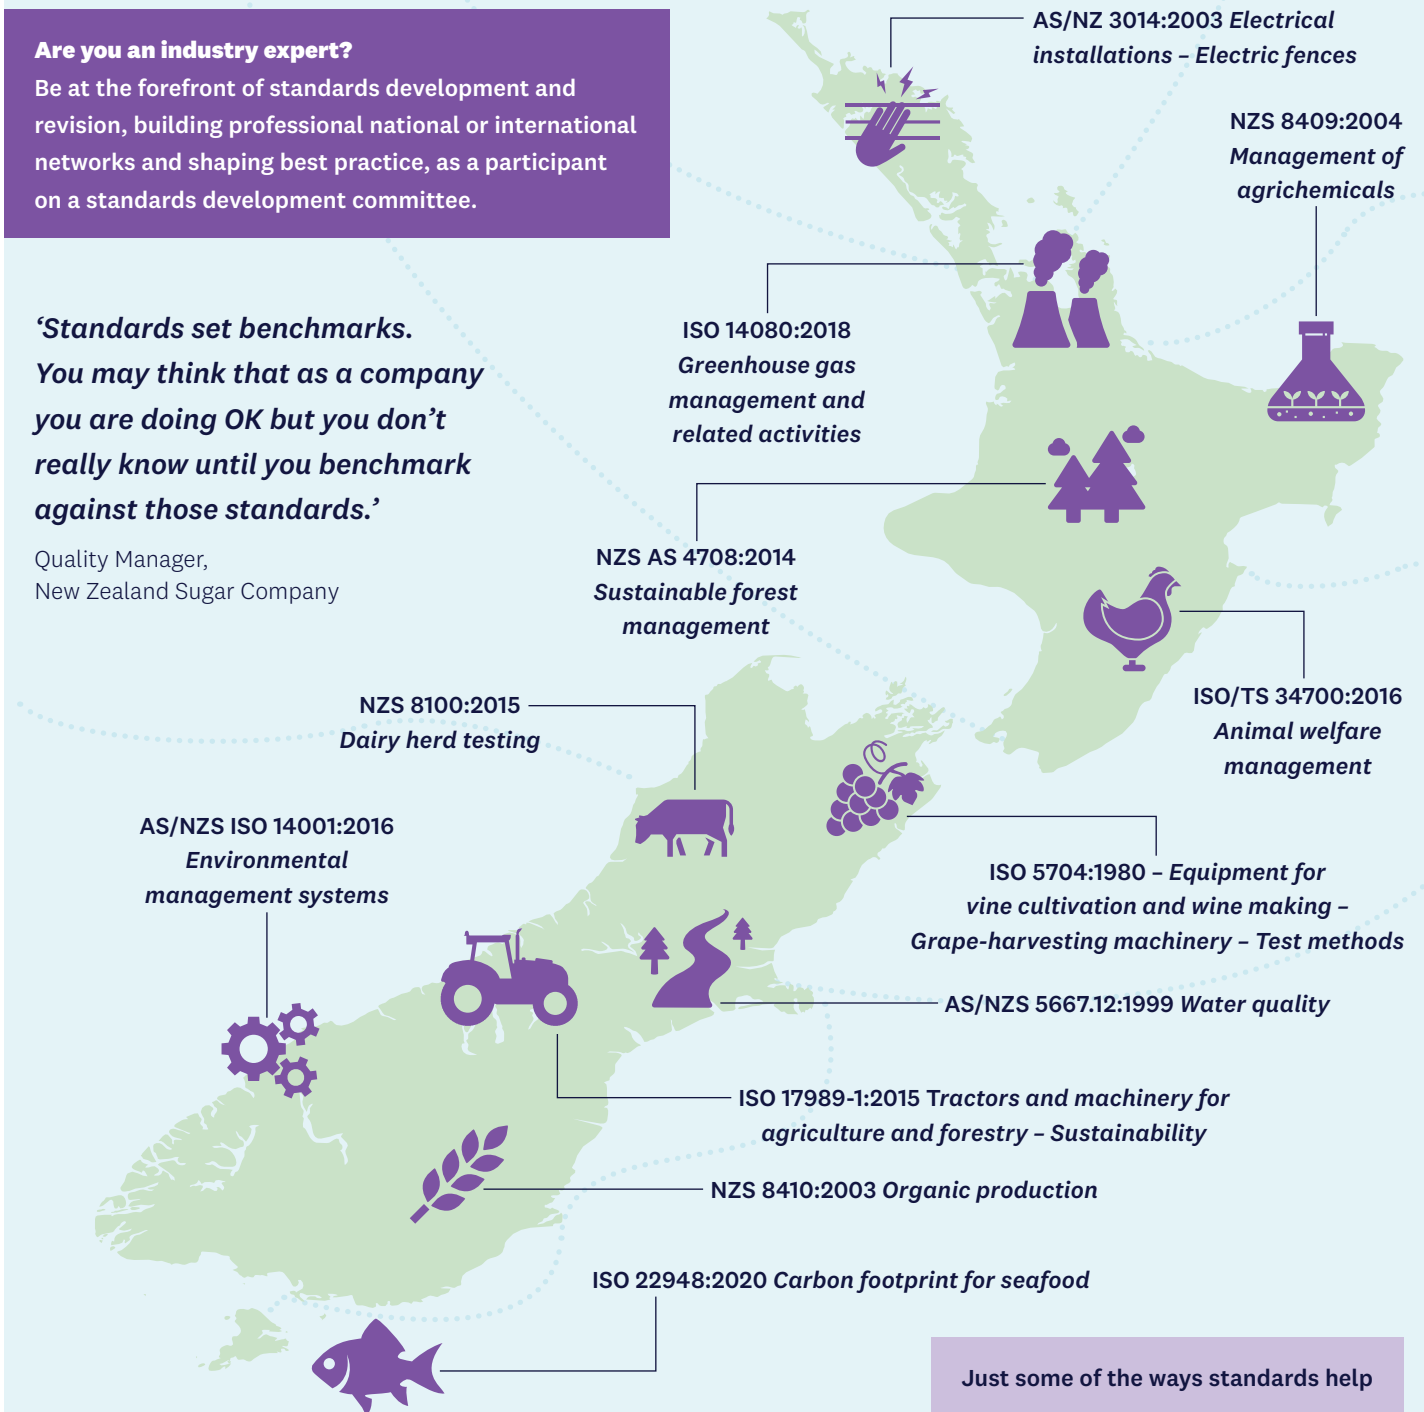 Are you an industry expert?
Be at the forefront of standards development and
revision, building professional national or international
networks and shaping best practice, as a participant
on a standards development committee.
‘Standards set benchmarks.
You may think that as a company
you are doing OK but you don’t
really know until you benchmark
against those standards.’
Quality Manager,
New Zealand Sugar Company
AS/NZ 3014:2003 Electrical
installations – Electric fences
NZS 8409:2004
Management of
agrichemicals
ISO 14080:2018
Greenhouse gas
management and
related activities
NZS AS 4708:2014
Sustainable forest
management
ISO/TS 34700:2016
Animal welfare
management
NZS 8100:2015
Dairy herd testing
AS/NZS ISO 14001:2016
Environmental
management systems
ISO 5704:1980 – Equipment for
vine cultivation and wine making –
Grape-harvesting machinery – Test methods
AS/NZS 5667.12:1999 Water quality
ISO 17989-1:2015 Tractors and machinery for
agriculture and forestry – Sustainability
NZS 8410:2003 Organic production
ISO 22948:2020 Carbon footprint for seafood
Just some of the ways standards help